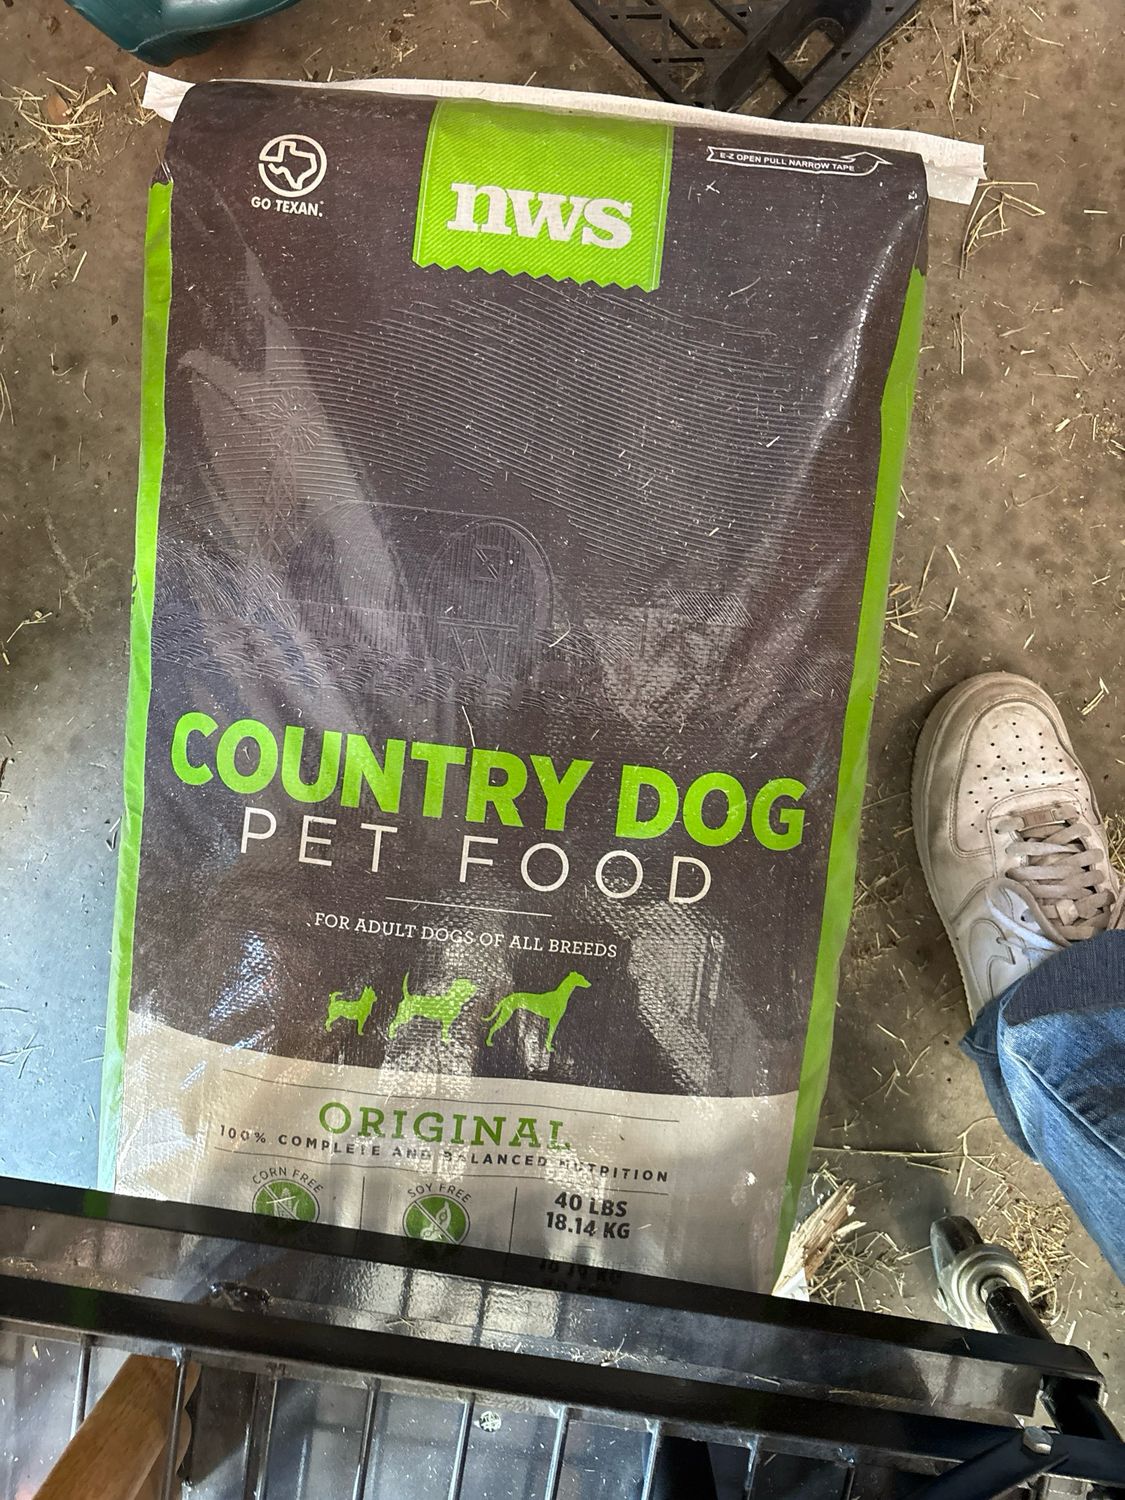 GO TEXAN.
nws
E-Z OPEN PULL NARROW TAPE
COUNTRY DOG
PET FOOD
FOR ADULT DOGS OF ALL BREEDS
ORIGINAL
100% COMPLETE AND BALANCED NUTRITION
CORN FREE
SOY FREE
40 LBS
18.14 KG